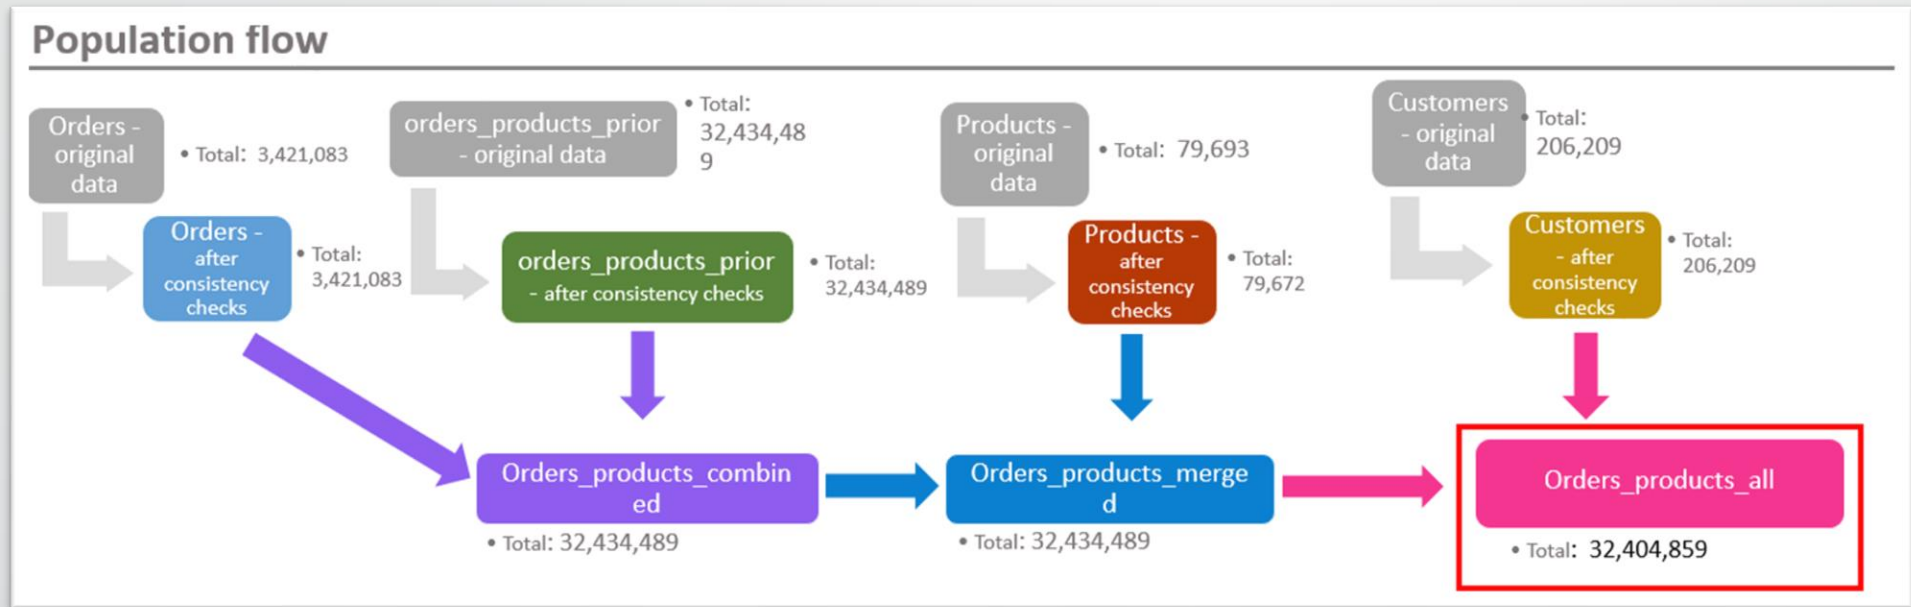 Population flow
Orders -
original
data
• Total: 3,421,083
orders_products_prior
- original data
• Total:
32,434,48
9
Products -
original
data
• Total: 79,693
Customers
- original
data
• Total:
206,209
Orders -
after
consistency
checks
• Total:
3,421,083
orders_products_prior
- after consistency checks
• Total:
32,434,489
Products -
after
consistency
checks
• Total:
79,672
Customers
- after
consistency
checks
• Total:
206,209
Orders_products_combin
ed
• Total: 32,434,489
Orders_products_merge
d
• Total: 32,434,489
Orders_products_all
• Total: 32,404,859